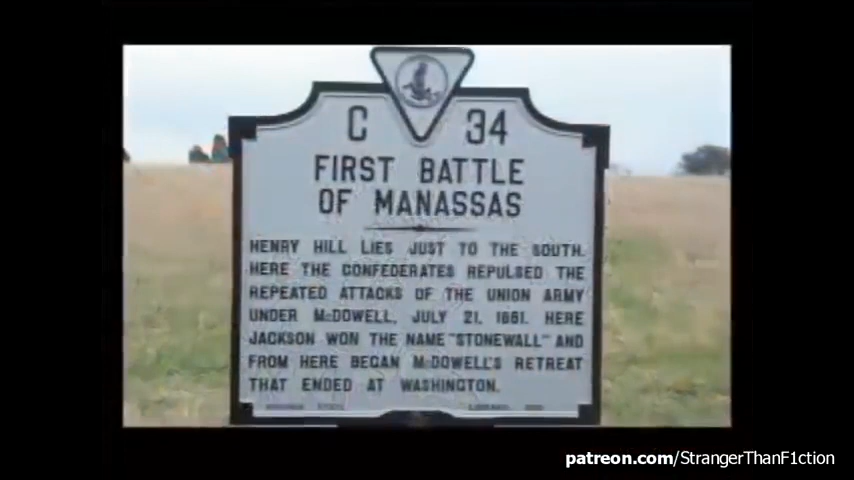 C 34
FIRST BATTLE
OF MANASSAS
HENRY HILL LIES JUST TO THE SOUTH.
HERE THE CONFEDERATES REPULSED THE
REPEATED ATTACKS OF THE UNION ARMY
UNDER McDOWELL, JULY 21, 1861. HERE
JACKSON WON THE NAME "STONEWALL" AND
FROM HERE BEGAN McDOWELL'S RETREAT
THAT ENDED AT WASHINGTON.
patreon.com/StrangerThanF1ction